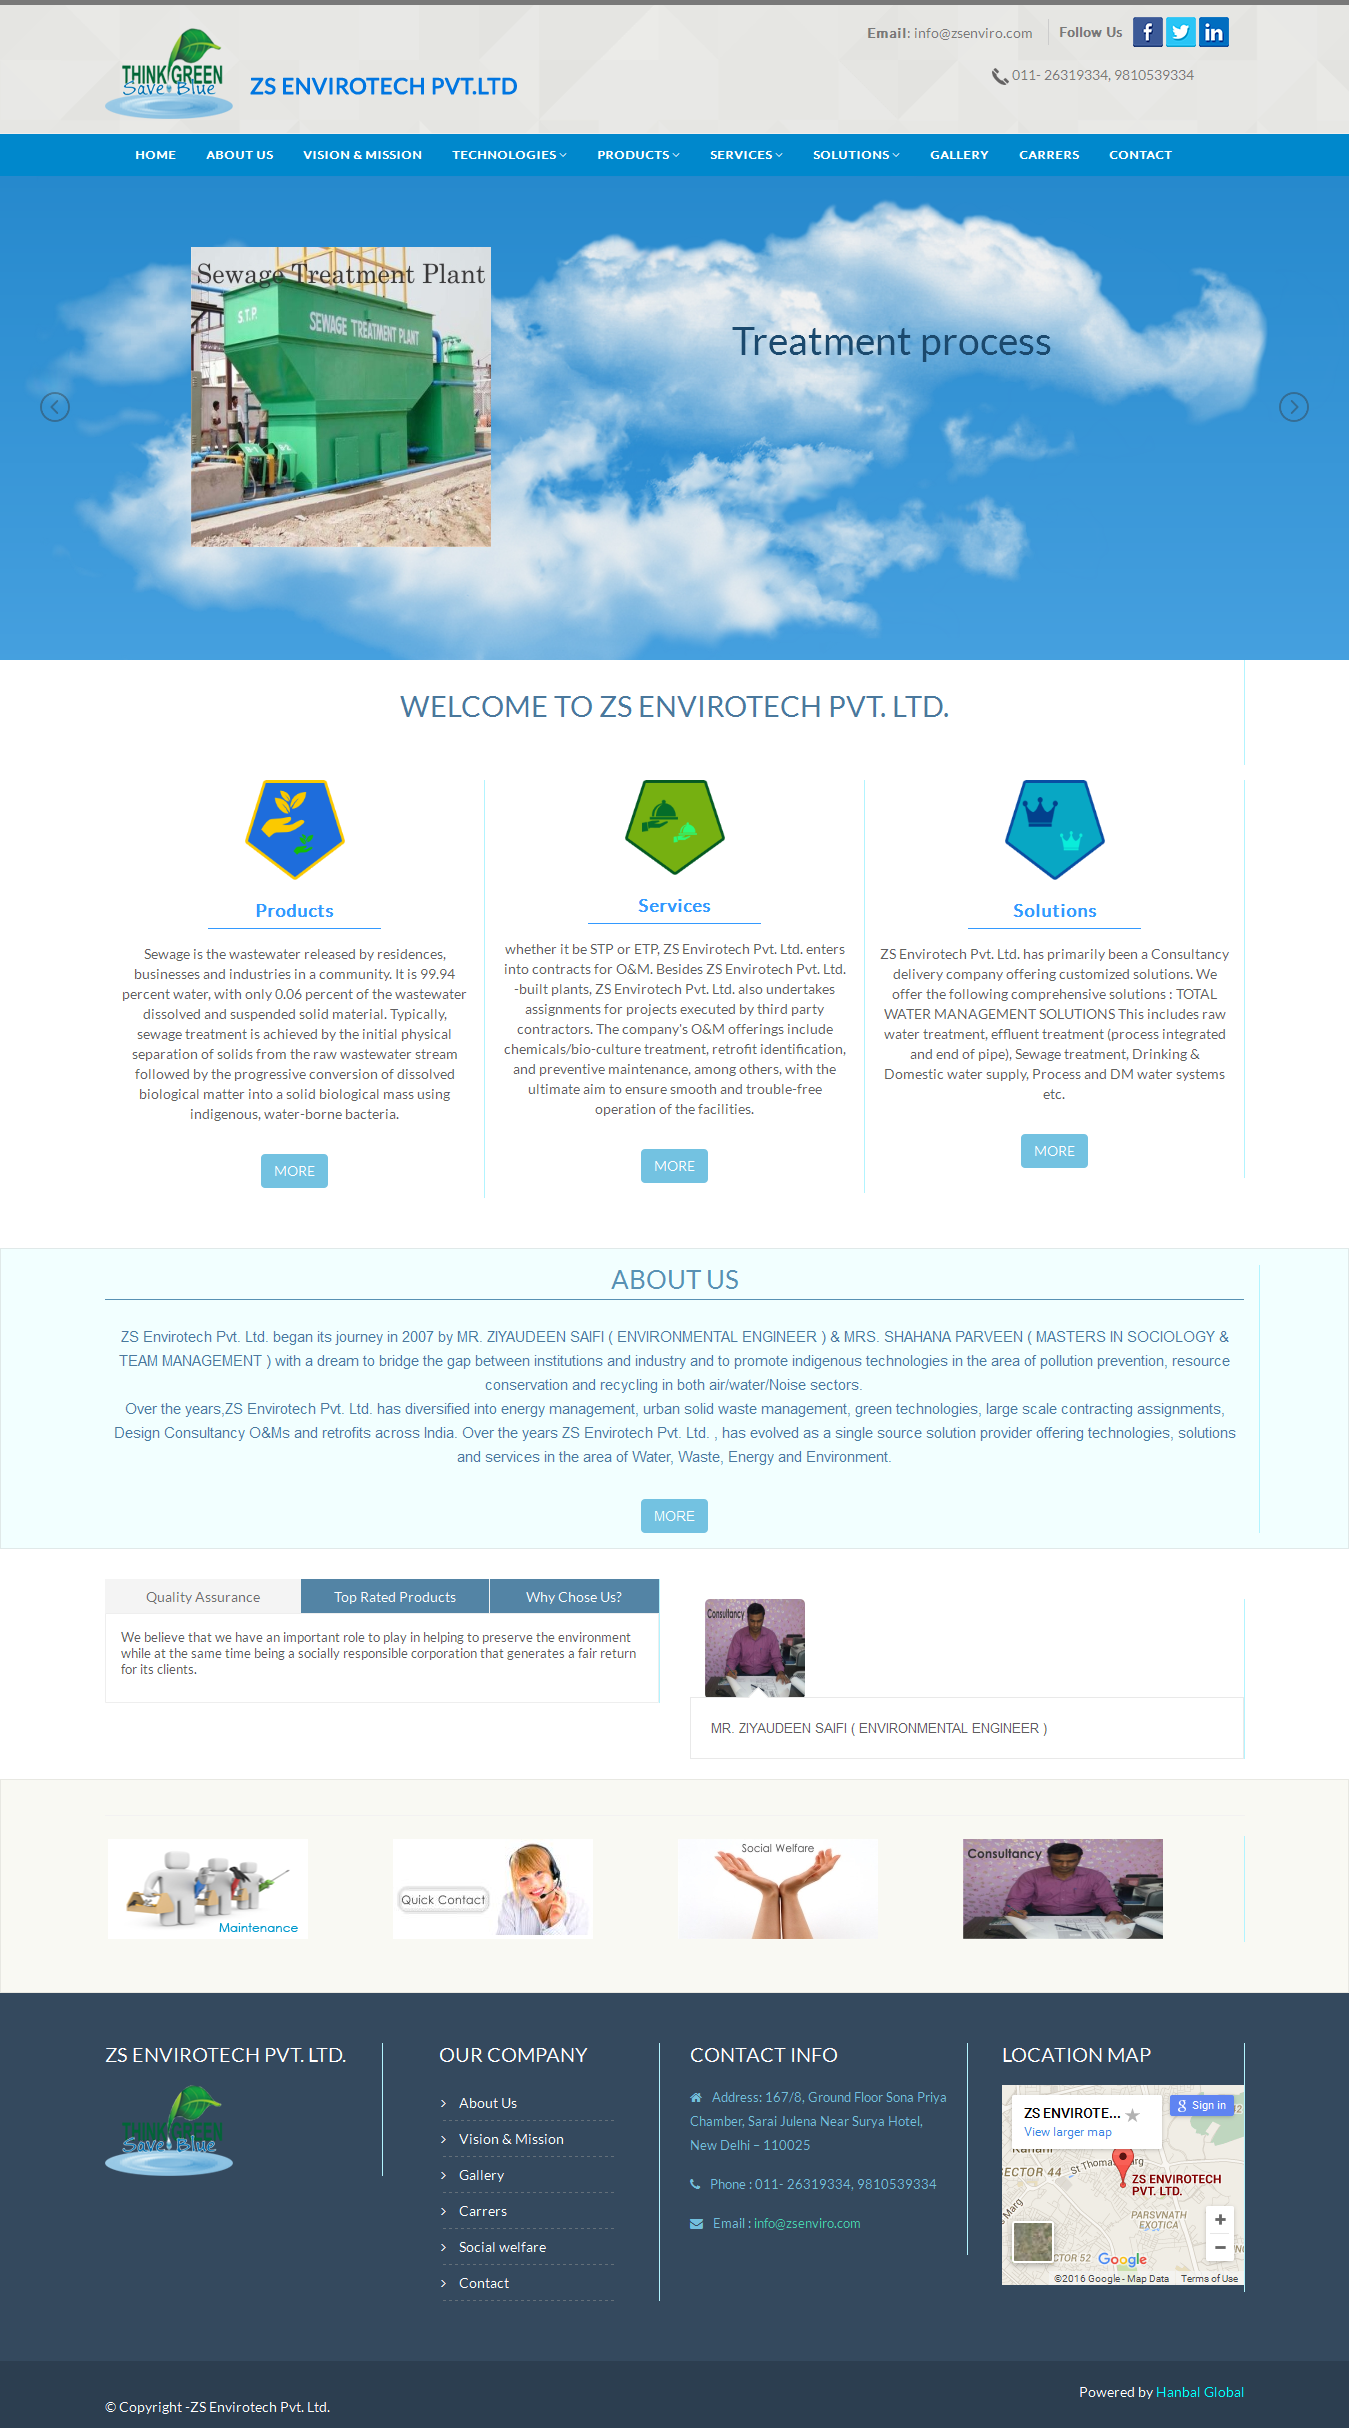 Email: info@zsenviro.com
Follow Us
THINK GREEN
Save Blue
ZS ENVIROTECH PVT.LTD
011- 26319334, 9810539334
HOME ABOUT US VISION & MISSION TECHNOLOGIES PRODUCTS SERVICES SOLUTIONS GALLERY CARRERS CONTACT
Sewage Treatment Plant
S.T.P.
SEWAGE TREATMENT PLANT
Treatment process
WELCOME TO ZS ENVIROTECH PVT. LTD.
Products
Sewage is the wastewater released by residences,
businesses and industries in a community. It is 99.94
percent water, with only 0.06 percent of the wastewater
dissolved and suspended solid material. Typically,
sewage treatment is achieved by the initial physical
separation of solids from the raw wastewater stream
followed by the progressive conversion of dissolved
biological matter into a solid biological mass using
indigenous, water-borne bacteria.
MORE
Services
whether it be STP or ETP, ZS Envirotech Pvt. Ltd. enters
into contracts for O&M. Besides ZS Envirotech Pvt. Ltd.
-built plants, ZS Envirotech Pvt. Ltd. also undertakes
assignments for projects executed by third party
contractors. The company's O&M offerings include
chemicals/bio-culture treatment, retrofit identification,
and preventive maintenance, among others, with the
ultimate aim to ensure smooth and trouble-free
operation of the facilities.
MORE
Solutions
ZS Envirotech Pvt. Ltd. has primarily been a Consultancy
delivery company offering customized solutions. We
offer the following comprehensive solutions : TOTAL
WATER MANAGEMENT SOLUTIONS This includes raw
water treatment, effluent treatment (process integrated
and end of pipe), Sewage treatment, Drinking &
Domestic water supply, Process and DM water systems
etc.
MORE
ABOUT US
ZS Envirotech Pvt. Ltd. began its journey in 2007 by MR. ZIYAUDEEN SAIFI ( ENVIRONMENTAL ENGINEER ) & MRS. SHAHANA PARVEEN ( MASTERS IN SOCIOLOGY &
TEAM MANAGEMENT ) with a dream to bridge the gap between institutions and industry and to promote indigenous technologies in the area of pollution prevention, resource
conservation and recycling in both air/water/Noise sectors.
Over the years,ZS Envirotech Pvt. Ltd. has diversified into energy management, urban solid waste management, green technologies, large scale contracting assignments,
Design Consultancy O&Ms and retrofits across India. Over the years ZS Envirotech Pvt. Ltd. , has evolved as a single source solution provider offering technologies, solutions
and services in the area of Water, Waste, Energy and Environment.
MORE
Quality Assurance Top Rated Products Why Chose Us?
We believe that we have an important role to play in helping to preserve the environment
while at the same time being a socially responsible corporation that generates a fair return
for its clients.
Consultancy
MR. ZIYAUDEEN SAIFI ( ENVIRONMENTAL ENGINEER )
Maintenance
Quick Contact
Social Welfare
Consultancy
ZS ENVIROTECH PVT. LTD.
THINK GREEN
Save Blue
OUR COMPANY
About Us
Vision & Mission
Gallery
Carrers
Social welfare
Contact
CONTACT INFO
Address: 167/8, Ground Floor Sona Priya
Chamber, Sarai Julena Near Surya Hotel,
New Delhi – 110025
Phone : 011- 26319334, 9810539334
Email : info@zsenviro.com
LOCATION MAP
ZS ENVIROTE...
View larger map
Sign in
SECTOR 44
ZS ENVIROTECH
PVT. LTD.
PARSVNATH
EXOTICA
CTOR 52
Google
©2016 Google - Map Data Terms of Use
© Copyright -ZS Envirotech Pvt. Ltd.
Powered by Hanbal Global